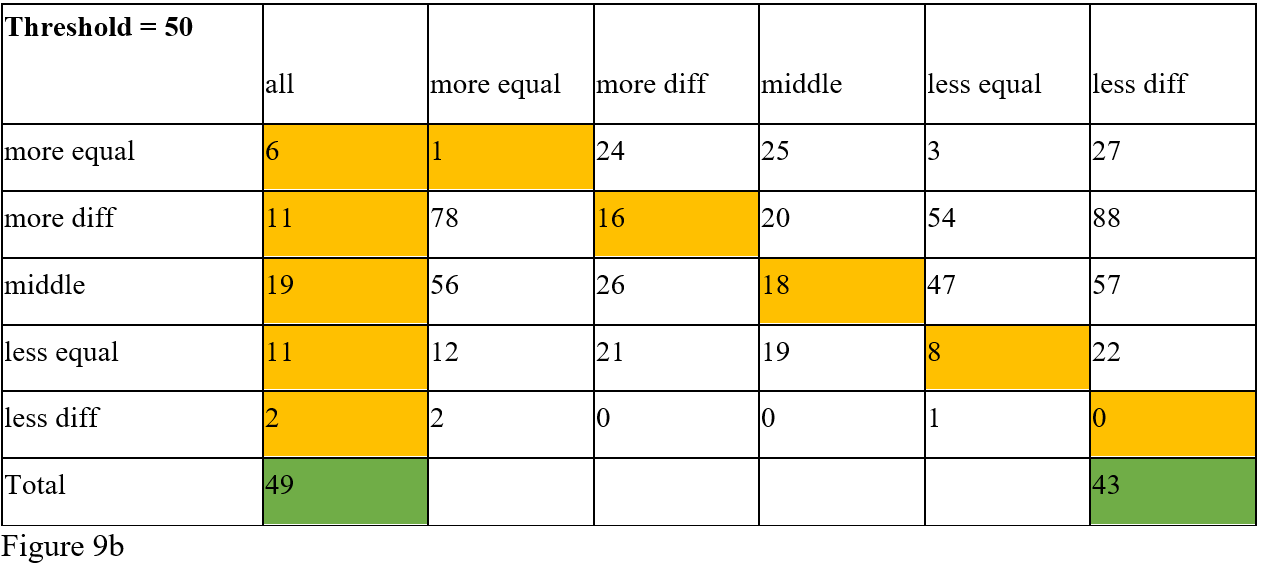 Threshold = 50
all more equal more diff middle less equal less diff
more equal 6 1 24 25 3 27
more diff 11 78 16 20 54 88
middle 19 56 26 18 47 57
less equal 11 12 21 19 8 22
less diff 2 2 0 0 1 0
Total 49 43
Figure 9b